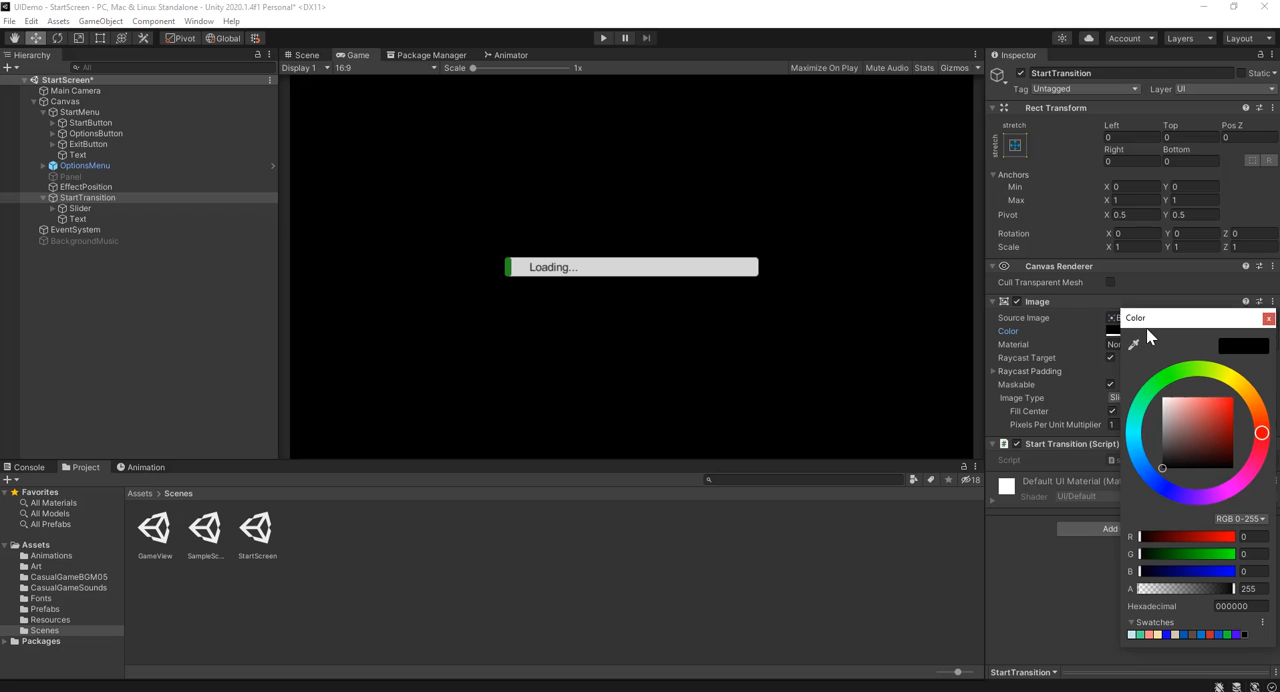 UIDemo - StartScreen - PC, Mac & Linux Standalone - Unity 2020.1.4f1 Personal* <DX11>
File Edit Assets GameObject Component Window Help
Pivot Global Account Layers Layout
Hierarchy Scene Game Package Manager Animator Inspector
All Display 1 16:9 Scale 1x Maximize On Play Mute Audio Stats Gizmos
StartScreen*
Main Camera
Canvas
StartMenu
StartButton
OptionsButton
ExitButton
Text
OptionsMenu
Panel
EffectPosition
StartTransition
Slider
Text
EventSystem
BackgroundMusic
Loading...
StartTransition Static
Tag Untagged Layer UI
Rect Transform
stretch Left Top Pos Z
stretch 0 0 0
Right Bottom
0 0 R
Anchors
Min X 0 Y 0
Max X 1 Y 1
Pivot X 0.5 Y 0.5
Rotation X 0 Y 0 Z 0
Scale X 1 Y 1 Z 1
Canvas Renderer
Cull Transparent Mesh
Image
Source Image
Color
Material
Raycast Target
Raycast Padding
Maskable
Image Type
Fill Center
Pixels Per Unit Multiplier 1
Start Transition (Script)
Script
Default UI Material (Ma
Shader UI/Default
Add
Color
RGB 0-255
R 0
G 0
B 0
A 255
Hexadecimal 000000
Swatches
StartTransition
Console Project Animation
18
Favorites
All Materials
All Models
All Prefabs
Assets
Animations
Art
CasualGameBGM05
CasualGameSounds
Fonts
Prefabs
Resources
Scenes
Packages
Assets > Scenes
GameView SampleSc... StartScreen